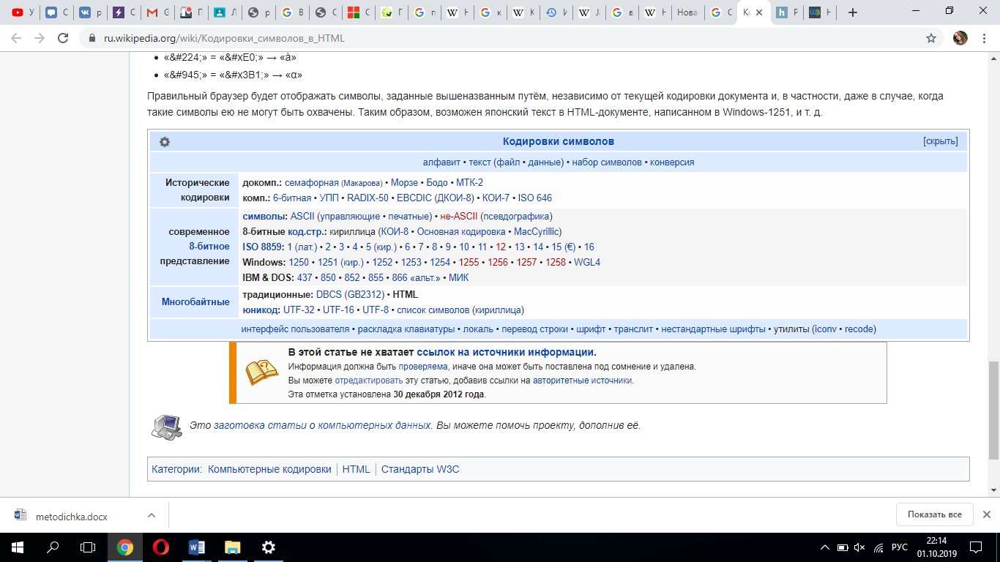 У
С
р
С
G
П
Л
р
В
С
С
Г
п
Н
к
К
И
Ja
в
Н
Нова
С
Кс
Р
Н
ru.wikipedia.org/wiki/Кодировки_символов_в_HTML
• «&#224;» = «&#xE0;» → «à»
• «&#945;» = «&#x3B1;» → «α»
Правильный браузер будет отображать символы, заданные вышеназванным путём, независимо от текущей кодировки документа и, в частности, даже в случае, когда
такие символы ею не могут быть охвачены. Таким образом, возможен японский текст в HTML-документе, написанном в Windows-1251, и т. д.
Кодировки символов [скрыть]
алфавит • текст (файл • данные) • набор символов • конверсия
Исторические кодировки
докомп.: семафорная (Макарова) • Морзе • Бодо • МТК-2
комп.: 6-битная • УПП • RADIX-50 • EBCDIC (ДКОИ-8) • КОИ-7 • ISO 646
современное 8-битное представление
символы: ASCII (управляющие • печатные) • не-ASCII (псевдографика)
8-битные код.стр.: кириллица (КОИ-8 • Основная кодировка • MacCyrillic)
ISO 8859: 1 (лат.) • 2 • 3 • 4 • 5 (кир.) • 6 • 7 • 8 • 9 • 10 • 11 • 12 • 13 • 14 • 15 (€) • 16
Windows: 1250 • 1251 (кир.) • 1252 • 1253 • 1254 • 1255 • 1256 • 1257 • 1258 • WGL4
IBM & DOS: 437 • 850 • 852 • 855 • 866 «альт.» • МИК
Многобайтные
традиционные: DBCS (GB2312) • HTML
юникод: UTF-32 • UTF-16 • UTF-8 • список символов (кириллица)
интерфейс пользователя • раскладка клавиатуры • локаль • перевод строки • шрифт • транслит • нестандартные шрифты • утилиты (iconv • recode)
В этой статье не хватает ссылок на источники информации.
Информация должна быть проверяема, иначе она может быть поставлена под сомнение и удалена.
Вы можете отредактировать эту статью, добавив ссылки на авторитетные источники.
Эта отметка установлена 30 декабря 2012 года.
Это заготовка статьи о компьютерных данных. Вы можете помочь проекту, дополнив её.
Категории: Компьютерные кодировки | HTML | Стандарты W3C
metodichka.docx
Показать все
РУС
22:14
01.10.2019